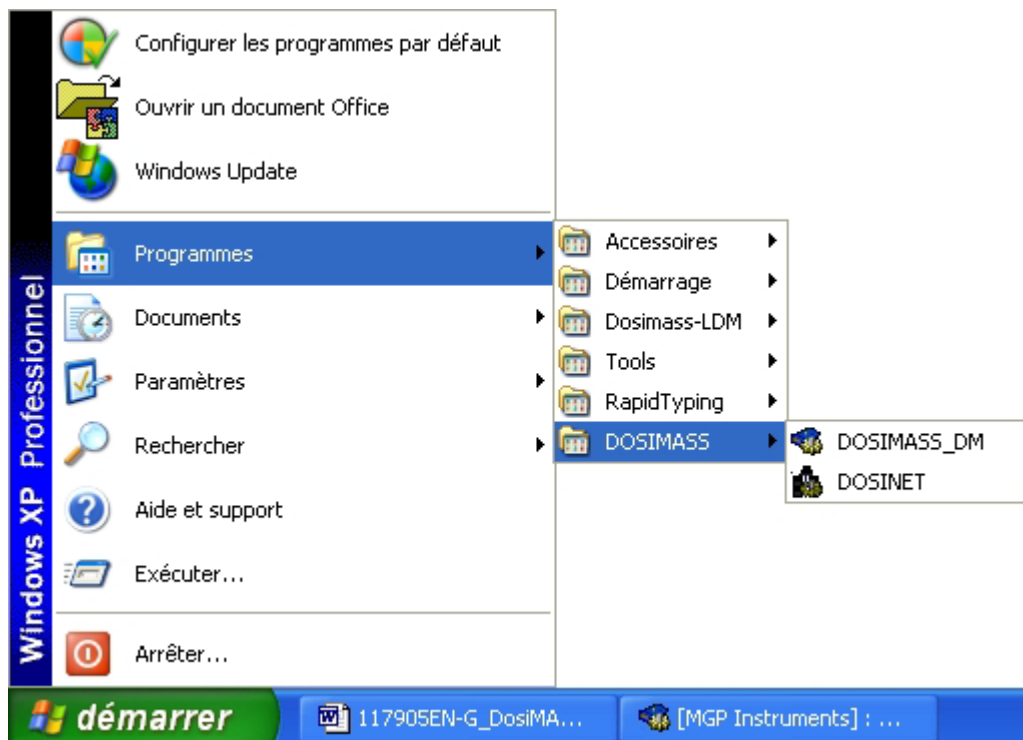 Configurer les programmes par défaut
Ouvrir un document Office
Windows Update
Programmes
Documents
Paramètres
Rechercher
Aide et support
Exécuter...
Arrêter...
Windows XP Professionnel
Accessoires
Démarrage
Dosimass-LDM
Tools
RapidTyping
DOSIMASS
DOSIMASS_DM
DOSINET
démarrer
117905EN-G_DosiMA...
[MGP Instruments] : ...